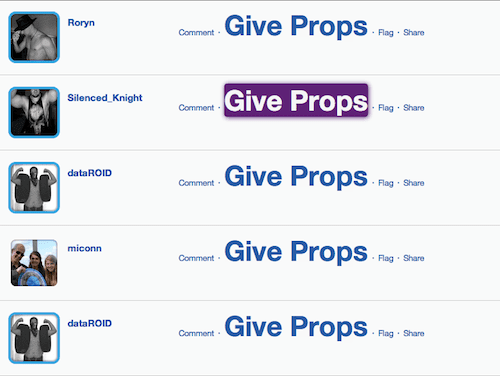 Roryn
Comment · Give Props · Flag · Share
Silenced_Knight
Comment · Give Props · Flag · Share
dataROID
Comment · Give Props · Flag · Share
miconn
Comment · Give Props · Flag · Share
dataROID
Comment · Give Props · Flag · Share